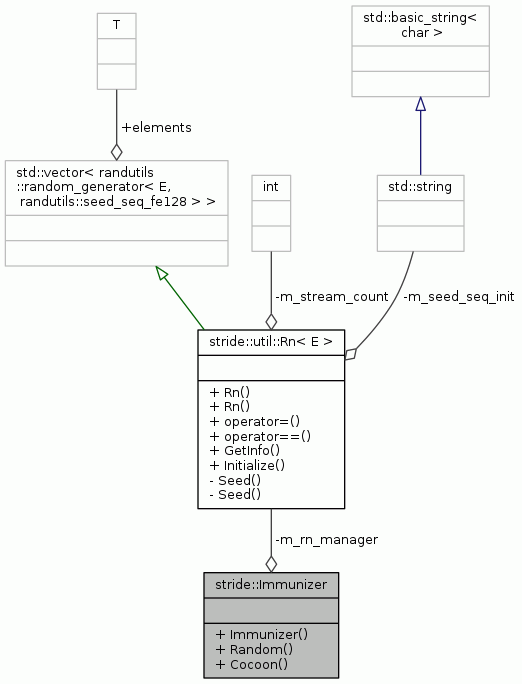 T
std::basic_string<
char >
+elements
std::vector< randutils
::random_generator< E,
randutils::seed_seq_fe128 > >
int
std::string
-m_stream_count
-m_seed_seq_init
stride::util::Rn< E >
+ Rn()
+ Rn()
+ operator=()
+ operator==()
+ GetInfo()
+ Initialize()
- Seed()
- Seed()
-m_rn_manager
stride::Immunizer
+ Immunizer()
+ Random()
+ Cocoon()